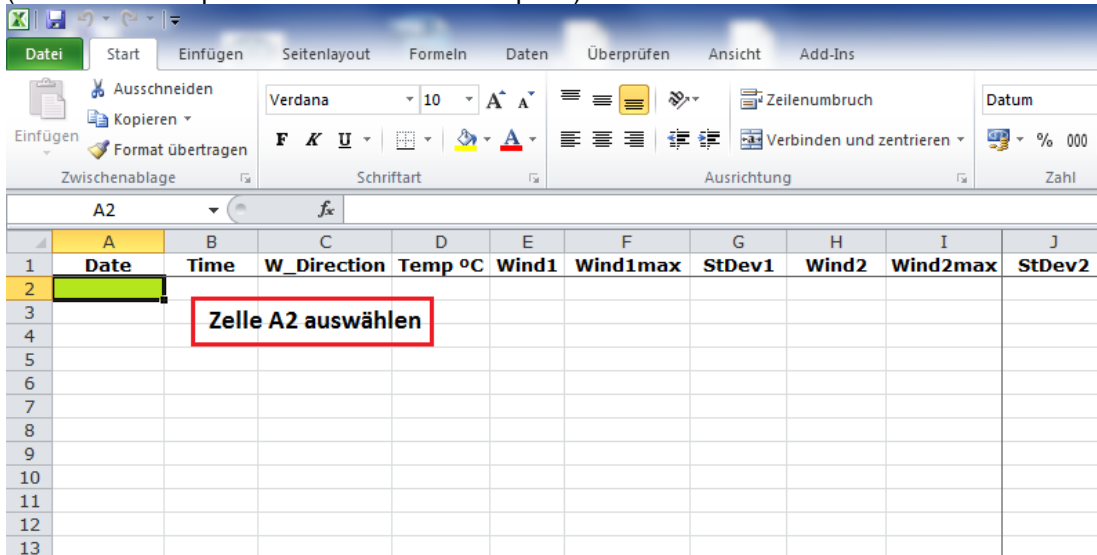 Datei Start Einfügen Seitenlayout Formeln Daten Überprüfen Ansicht Add-Ins
Ausschneiden
Kopieren
Format übertragen
Einfügen
Zwischenablage
Verdana 10 A A
F K U A
Schriftart
Zeilenumbruch
Verbinden und zentrieren
Ausrichtung
Datum
% 000
Zahl
A2 fx
A B C D E F G H I J
1 Date Time W_Direction Temp ºC Wind1 Wind1max StDev1 Wind2 Wind2max StDev2
2
3
Zelle A2 auswählen
4
5
6
7
8
9
10
11
12
13